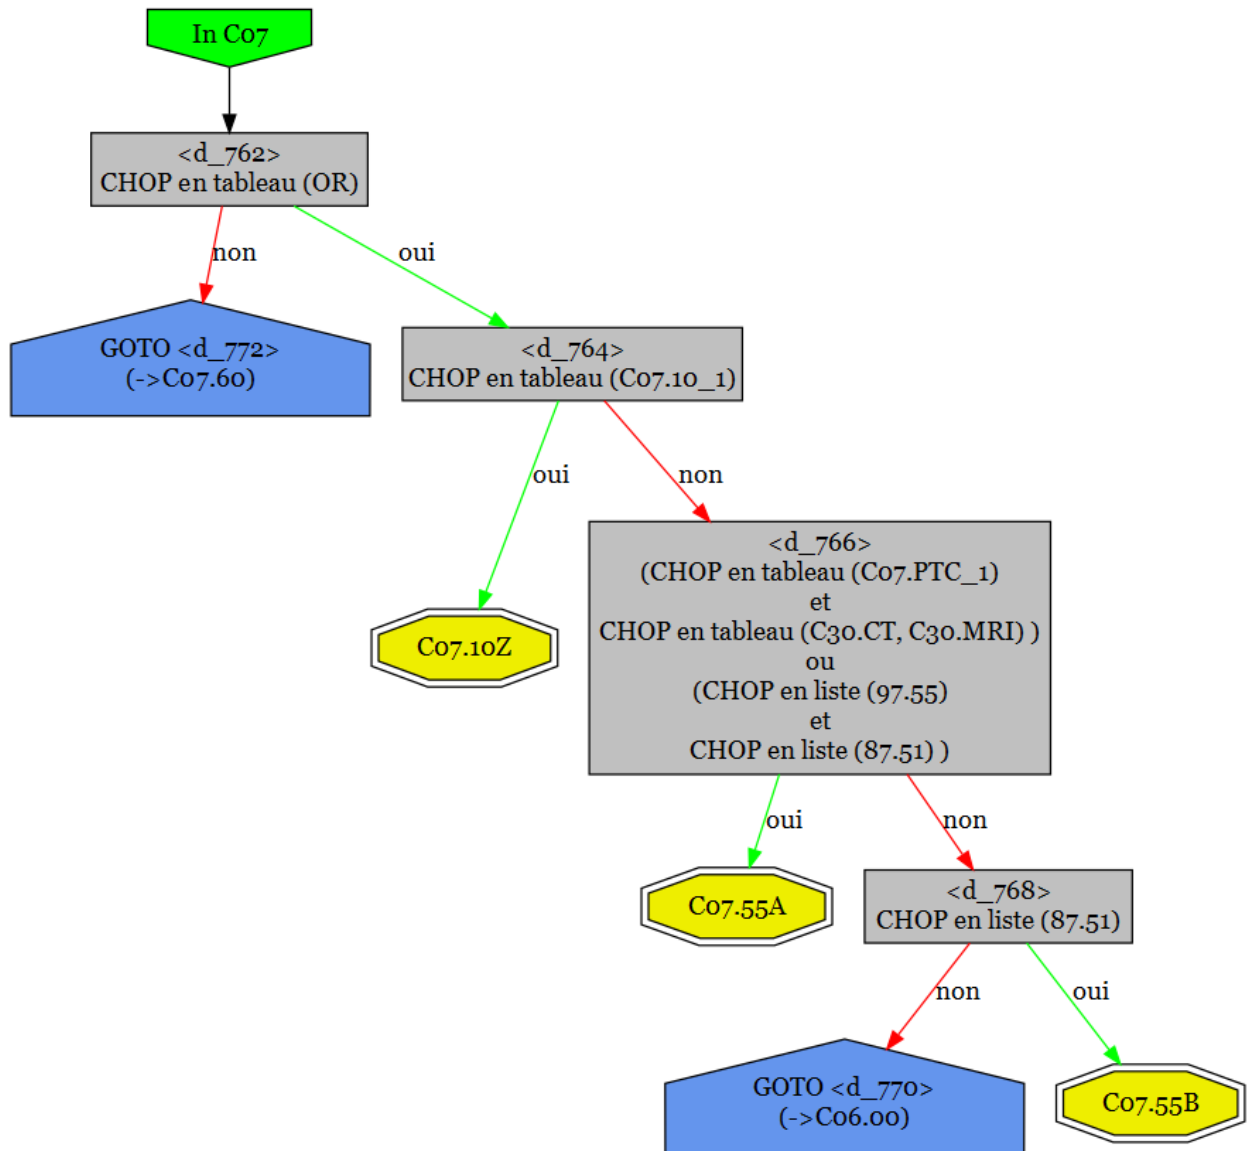 In C07
<d_762>
CHOP en tableau (OR)
non
oui
GOTO <d_772>
(->C07.60)
<d_764>
CHOP en tableau (C07.10_1)
oui
non
<d_766>
(CHOP en tableau (C07.PTC_1)
et
CHOP en tableau (C30.CT, C30.MRI) )
ou
(CHOP en liste (97.55)
et
CHOP en liste (87.51) )
C07.10Z
oui
non
C07.55A
<d_768>
CHOP en liste (87.51)
non
oui
GOTO <d_770>
(->C06.00)
C07.55B